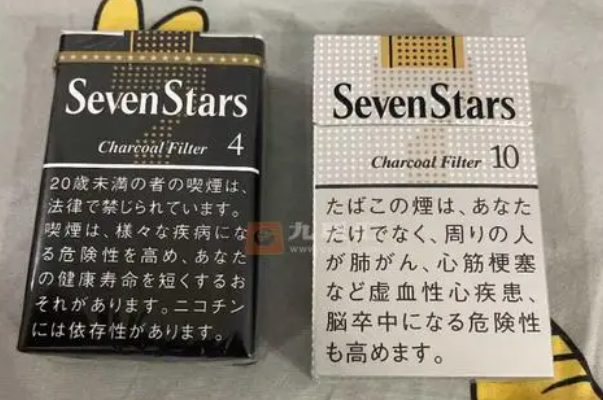 Seven Stars
Charcoal Filter 4
20歳未満の者の喫煙は、
法律で禁じられています。
喫煙は、様々な疾病にな
る危険性を高め、あなた
の健康寿命を短くするお
それがあります。ニコチン
には依存性があります。
Seven Stars
Charcoal Filter 10
たばこの煙は、あなた
だけでなく、周りの人
が肺がん、心筋梗塞
など虚血性心疾患、
脳卒中になる危険性
も高めます。